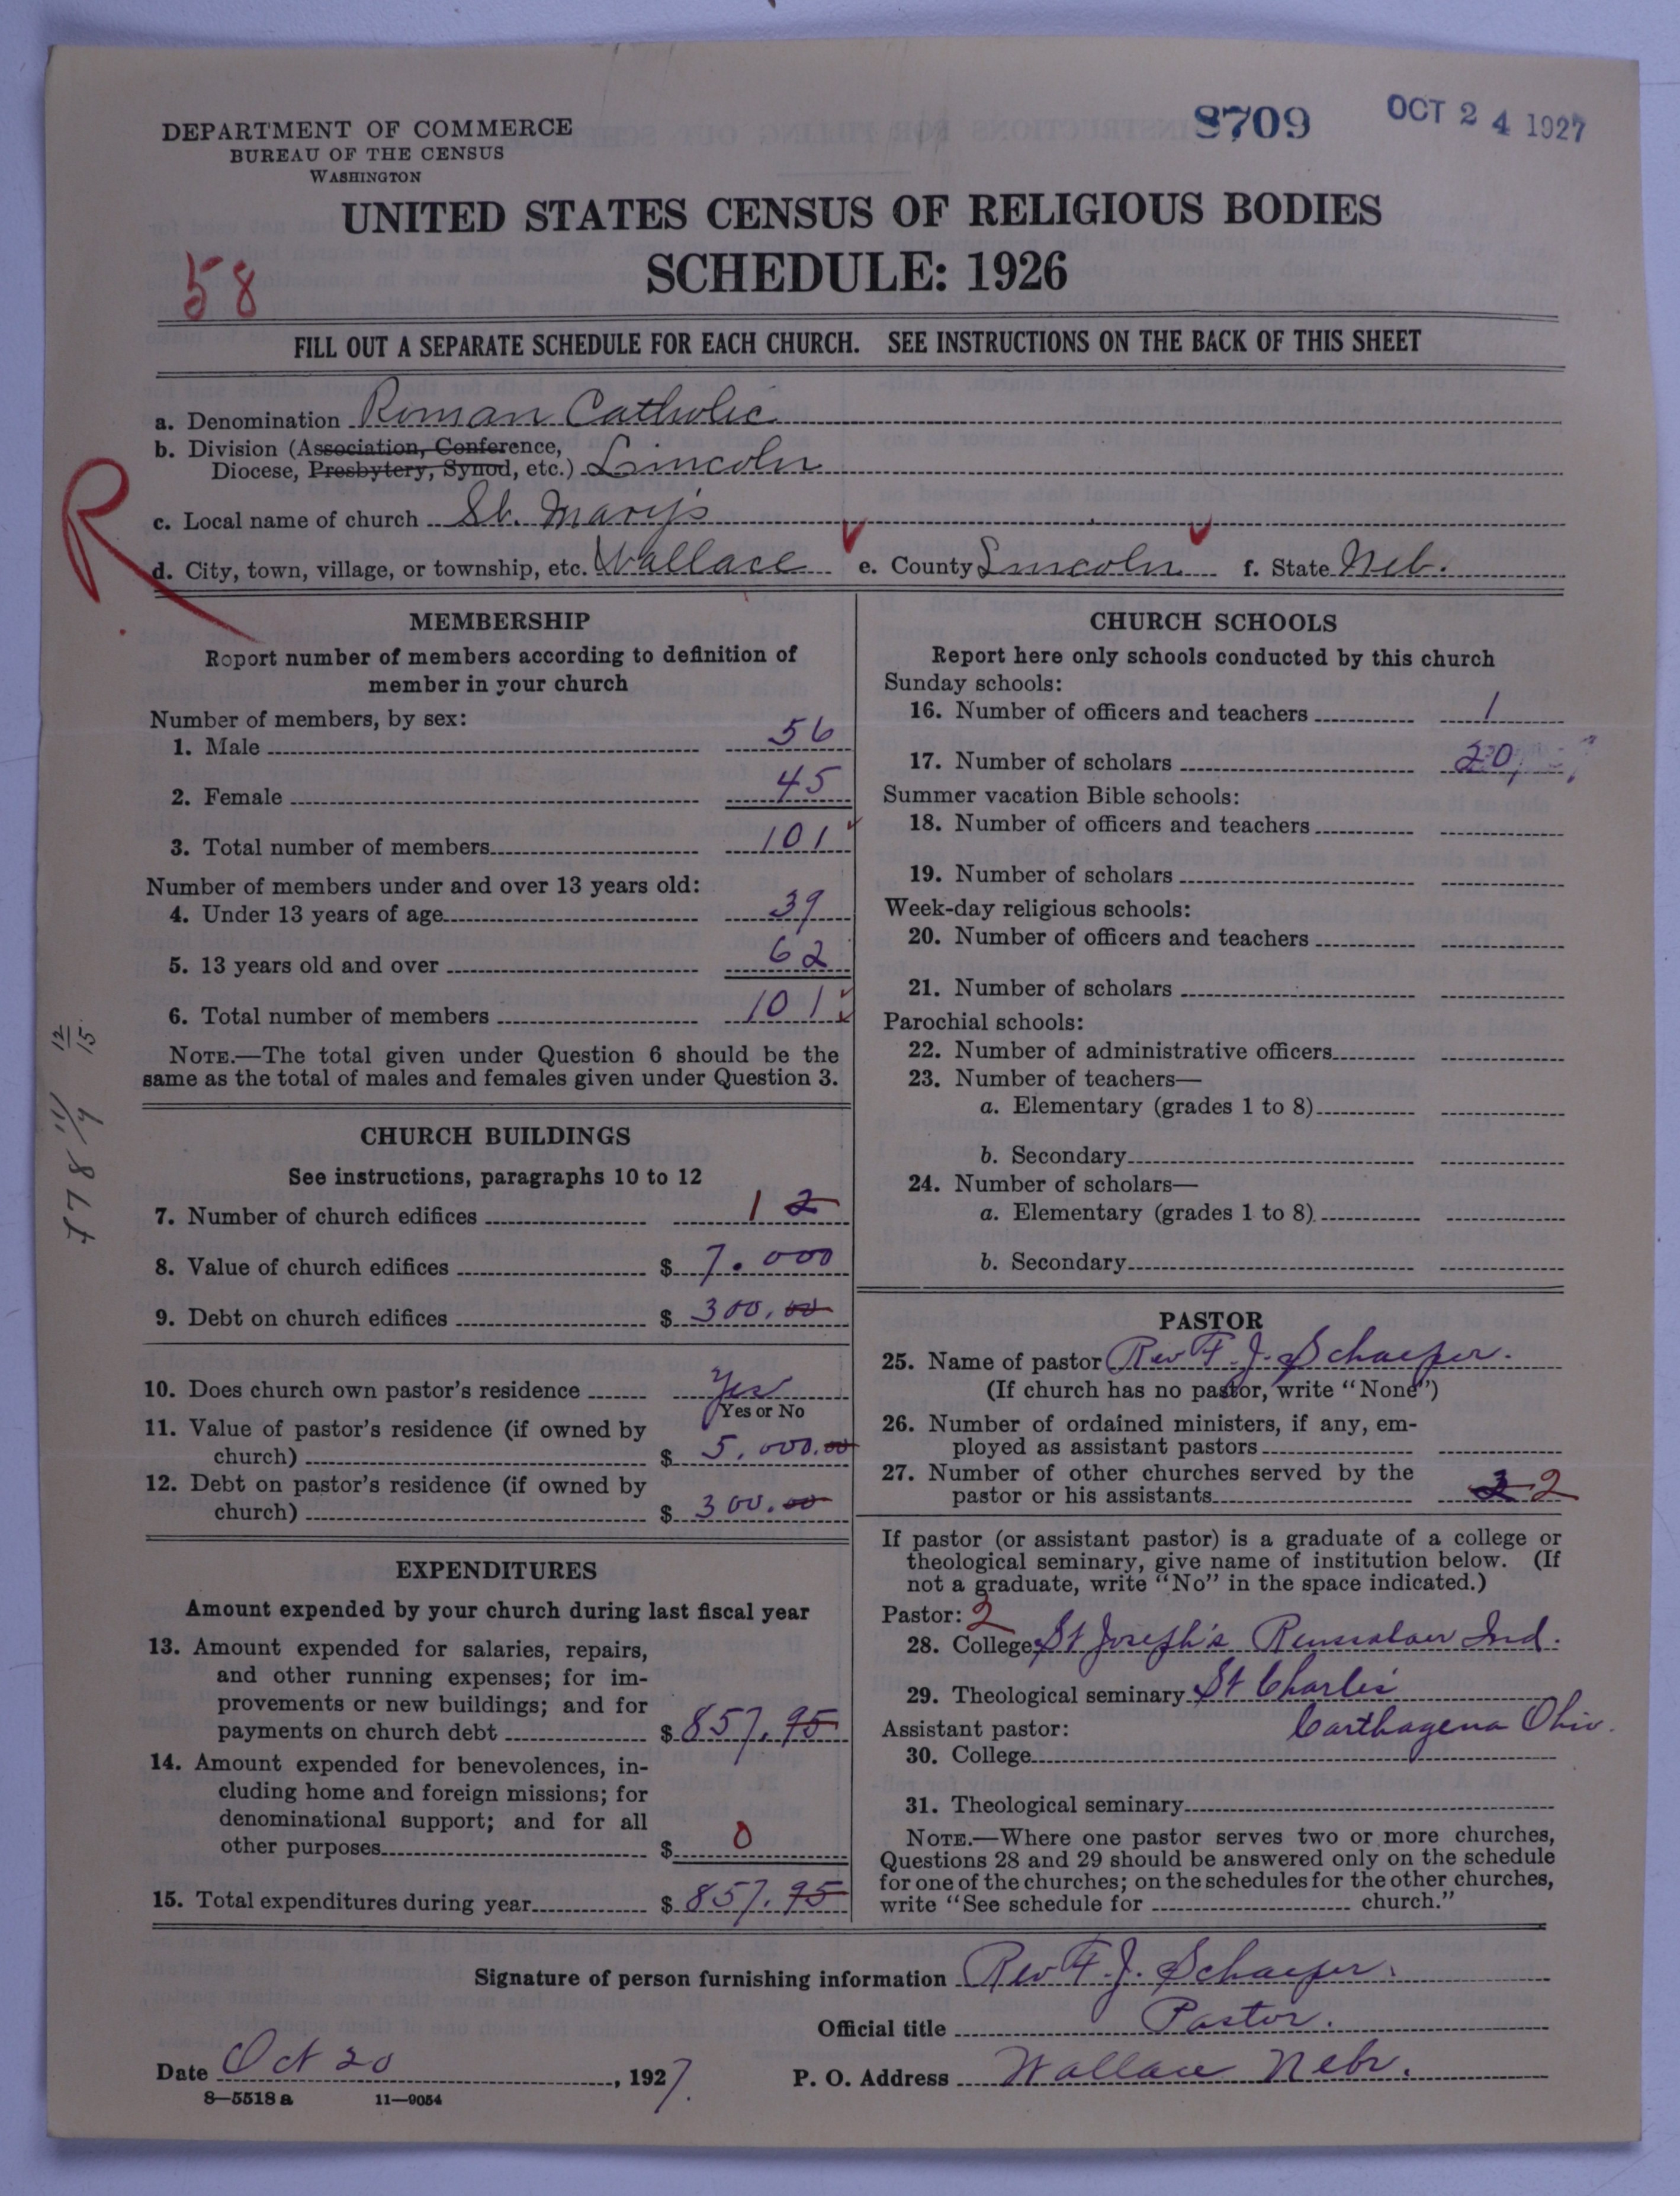 8709 OCT 24 1927
DEPARTMENT OF COMMERCE
BUREAU OF THE CENSUS
WASHINGTON
UNITED STATES CENSUS OF RELIGIOUS BODIES
SCHEDULE: 1926
58
FILL OUT A SEPARATE SCHEDULE FOR EACH CHURCH. SEE INSTRUCTIONS ON THE BACK OF THIS SHEET
a. Denomination Roman Catholic
b. Division (Association, Conference,
Diocese, Presbytery, Synod, etc.) Lincoln
R
c. Local name of church St. Mary's
d. City, town, village, or township, etc. Wallace e. County Lincoln f. State Neb.
MEMBERSHIP
Report number of members according to definition of
member in your church
Number of members, by sex:
1. Male 56
2. Female 45
3. Total number of members 101
Number of members under and over 13 years old:
4. Under 13 years of age 39
5. 13 years old and over 62
6. Total number of members 101
NOTE.—The total given under Question 6 should be the
same as the total of males and females given under Question 3.
CHURCH BUILDINGS
See instructions, paragraphs 10 to 12
7. Number of church edifices 1 2
8. Value of church edifices $ 7.000
9. Debt on church edifices $ 300.00
10. Does church own pastor's residence Yes
Yes or No
11. Value of pastor's residence (if owned by
church) $ 5,000.00
12. Debt on pastor's residence (if owned by
church) $ 300.00
EXPENDITURES
Amount expended by your church during last fiscal year
13. Amount expended for salaries, repairs,
and other running expenses; for im-
provements or new buildings; and for
payments on church debt $ 857.95
14. Amount expended for benevolences, in-
cluding home and foreign missions; for
denominational support; and for all
other purposes $ 0
15. Total expenditures during year $ 857.95
CHURCH SCHOOLS
Report here only schools conducted by this church
Sunday schools:
16. Number of officers and teachers 1
17. Number of scholars 20
Summer vacation Bible schools:
18. Number of officers and teachers
19. Number of scholars
Week-day religious schools:
20. Number of officers and teachers
21. Number of scholars
Parochial schools:
22. Number of administrative officers
23. Number of teachers—
a. Elementary (grades 1 to 8)
b. Secondary
24. Number of scholars—
a. Elementary (grades 1 to 8)
b. Secondary
PASTOR
25. Name of pastor Rev F. J. Schaefer.
(If church has no pastor, write "None")
26. Number of ordained ministers, if any, em-
ployed as assistant pastors
27. Number of other churches served by the
pastor or his assistants 2
If pastor (or assistant pastor) is a graduate of a college or
theological seminary, give name of institution below. (If
not a graduate, write "No" in the space indicated.)
Pastor: 2
28. College St Joseph's Rensselaer Ind.
29. Theological seminary St Charles
Assistant pastor: Carthagena Ohio.
30. College
31. Theological seminary
NOTE.—Where one pastor serves two or more churches,
Questions 28 and 29 should be answered only on the schedule
for one of the churches; on the schedules for the other churches,
write "See schedule for church."
Signature of person furnishing information Rev F. J. Schaefer.
Official title Pastor.
Date Oct 20, 1927. P. O. Address Wallace Nebr.
8—5518 a 11—9054